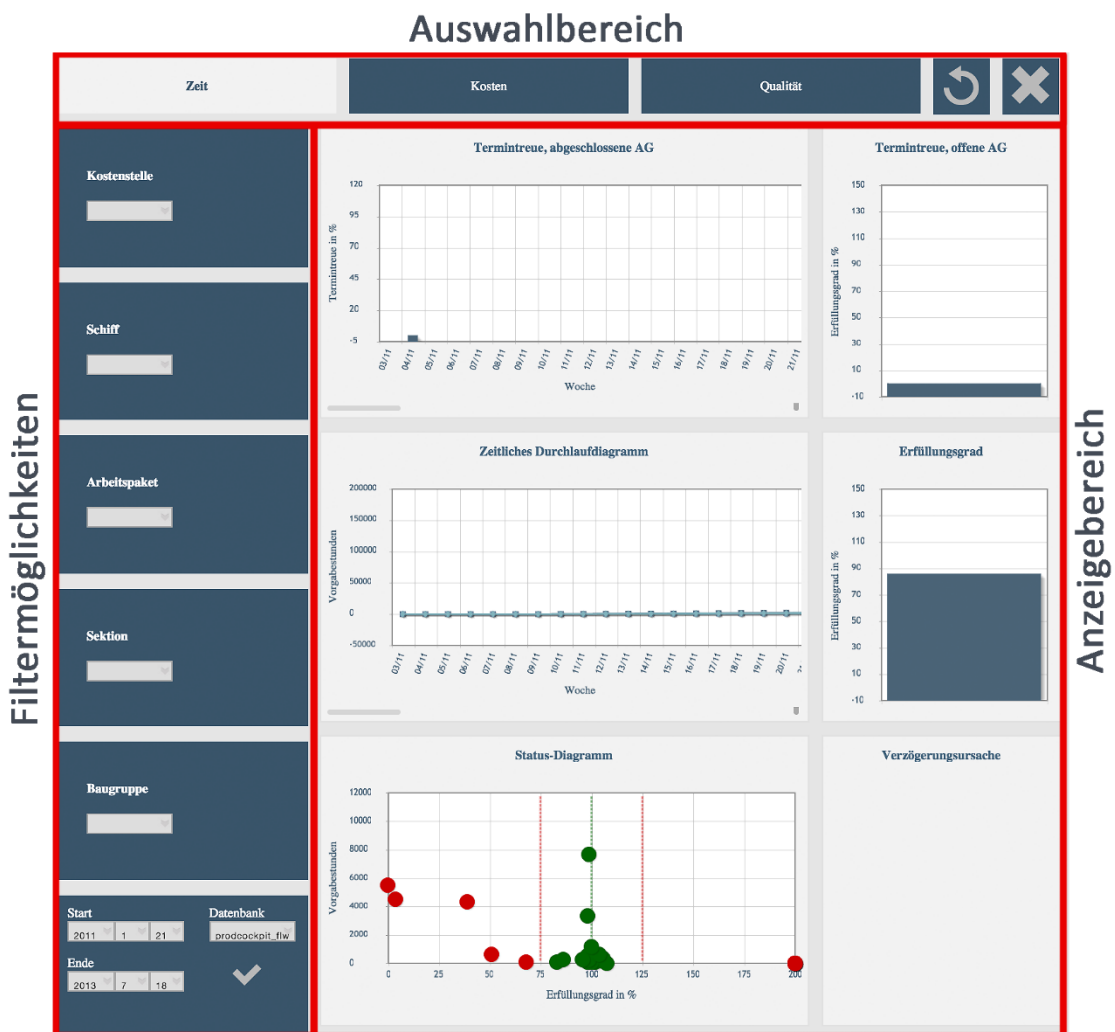 Auswahlbereich
Zeit
Kosten
Qualität
Filtermöglichkeiten
Kostenstelle
Schiff
Arbeitspaket
Sektion
Baugruppe
Start
2011 1 21
Datenbank
prodcockpit_flw
Ende
2013 7 18
Termintreue, abgeschlossene AG
Termintreue in %
120
95
70
45
20
-5
03/11 04/11 05/11 06/11 07/11 08/11 09/11 10/11 11/11 12/11 13/11 14/11 15/11 16/11 17/11 18/11 19/11 20/11 21/11
Woche
Termintreue, offene AG
Erfüllungsgrad in %
150
130
110
90
70
50
30
10
-10
Zeitliches Durchlaufdiagramm
Vorgabestunden
200000
150000
100000
50000
0
-50000
03/11 04/11 05/11 06/11 07/11 08/11 09/11 10/11 11/11 12/11 13/11 14/11 15/11 16/11 17/11 18/11 19/11 20/11
Woche
Erfüllungsgrad
Erfüllungsgrad in %
150
130
110
90
70
50
30
10
-10
Status-Diagramm
Vorgabestunden
12000
10000
8000
6000
4000
2000
0
0 25 50 75 100 125 150 175 200
Erfüllungsgrad in %
Verzögerungsursache
Anzeigebereich